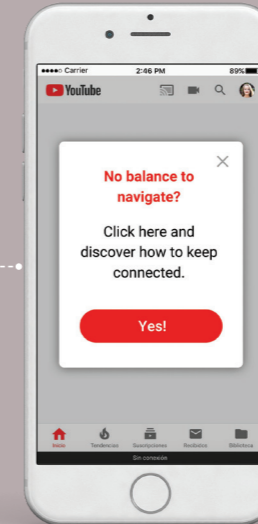 Carrier 2:46 PM 89%
YouTube
No balance to
navigate?
Click here and
discover how to keep
connected.
Yes!
Inicio Tendencias Suscripciones Recibidos Biblioteca
Sin conexión